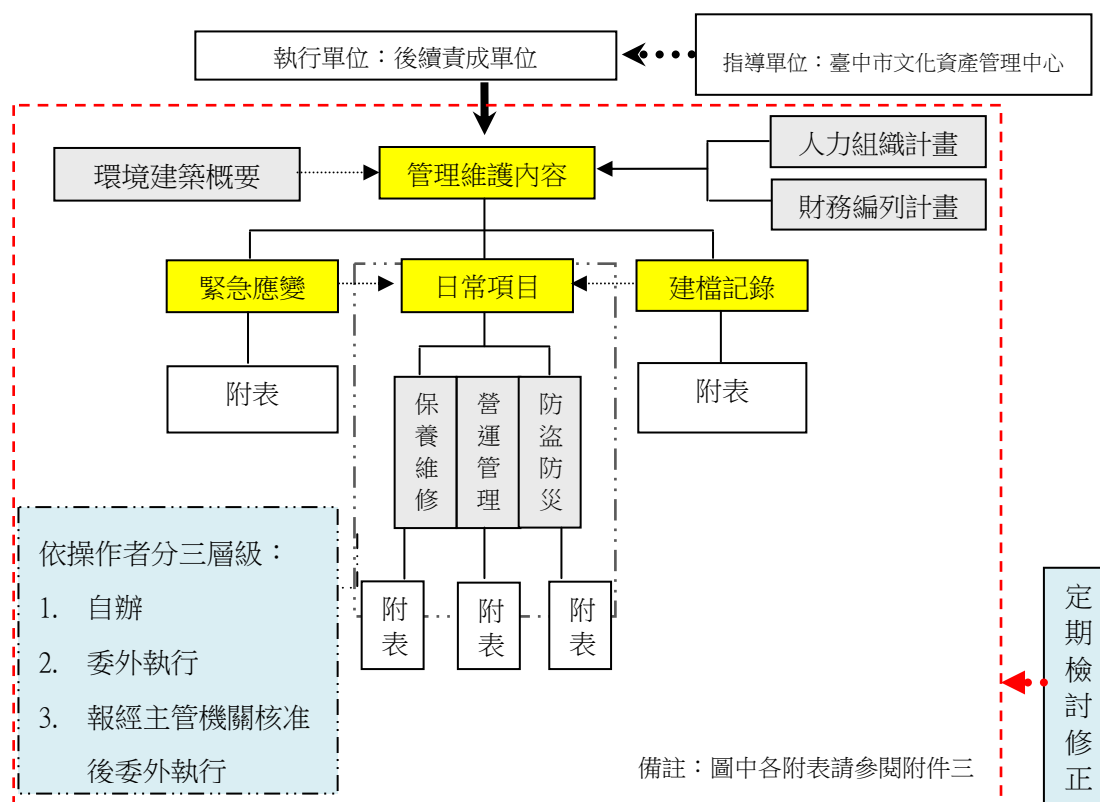 執行單位：後續責成單位
指導單位：臺中市文化資產管理中心
人力組織計畫
環境建築概要
管理維護內容
財務編列計畫
緊急應變
日常項目
建檔記錄
附表
附表
保養維修
營運管理
防盜防災
附表
附表
附表
依操作者分三層級：
1. 自辦
2. 委外執行
3. 報經主管機關核准
後委外執行
定期檢討修正
備註：圖中各附表請參閱附件三